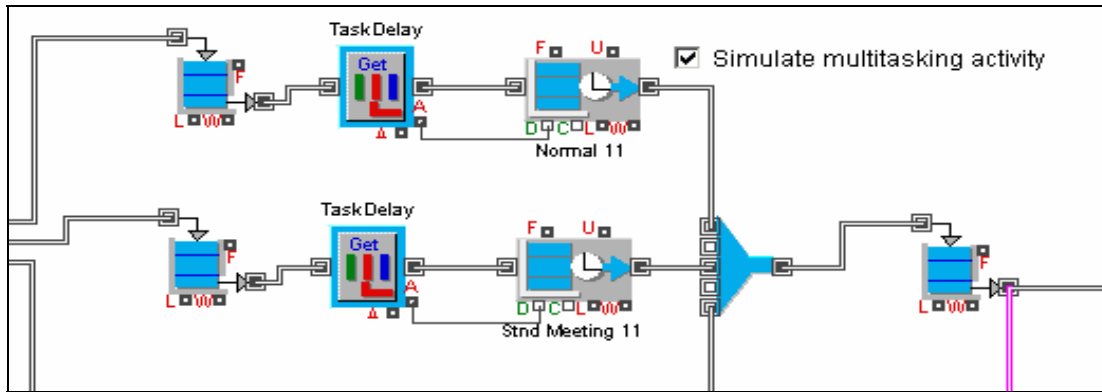 TaskDelay
Get
A
Δ
F
U
D
C
L
W
Normal 11
Simulate multitasking activity
F
L
W
TaskDelay
Get
A
Δ
F
U
D
C
L
W
Stnd Meeting 11
F
L
W
F
L
W